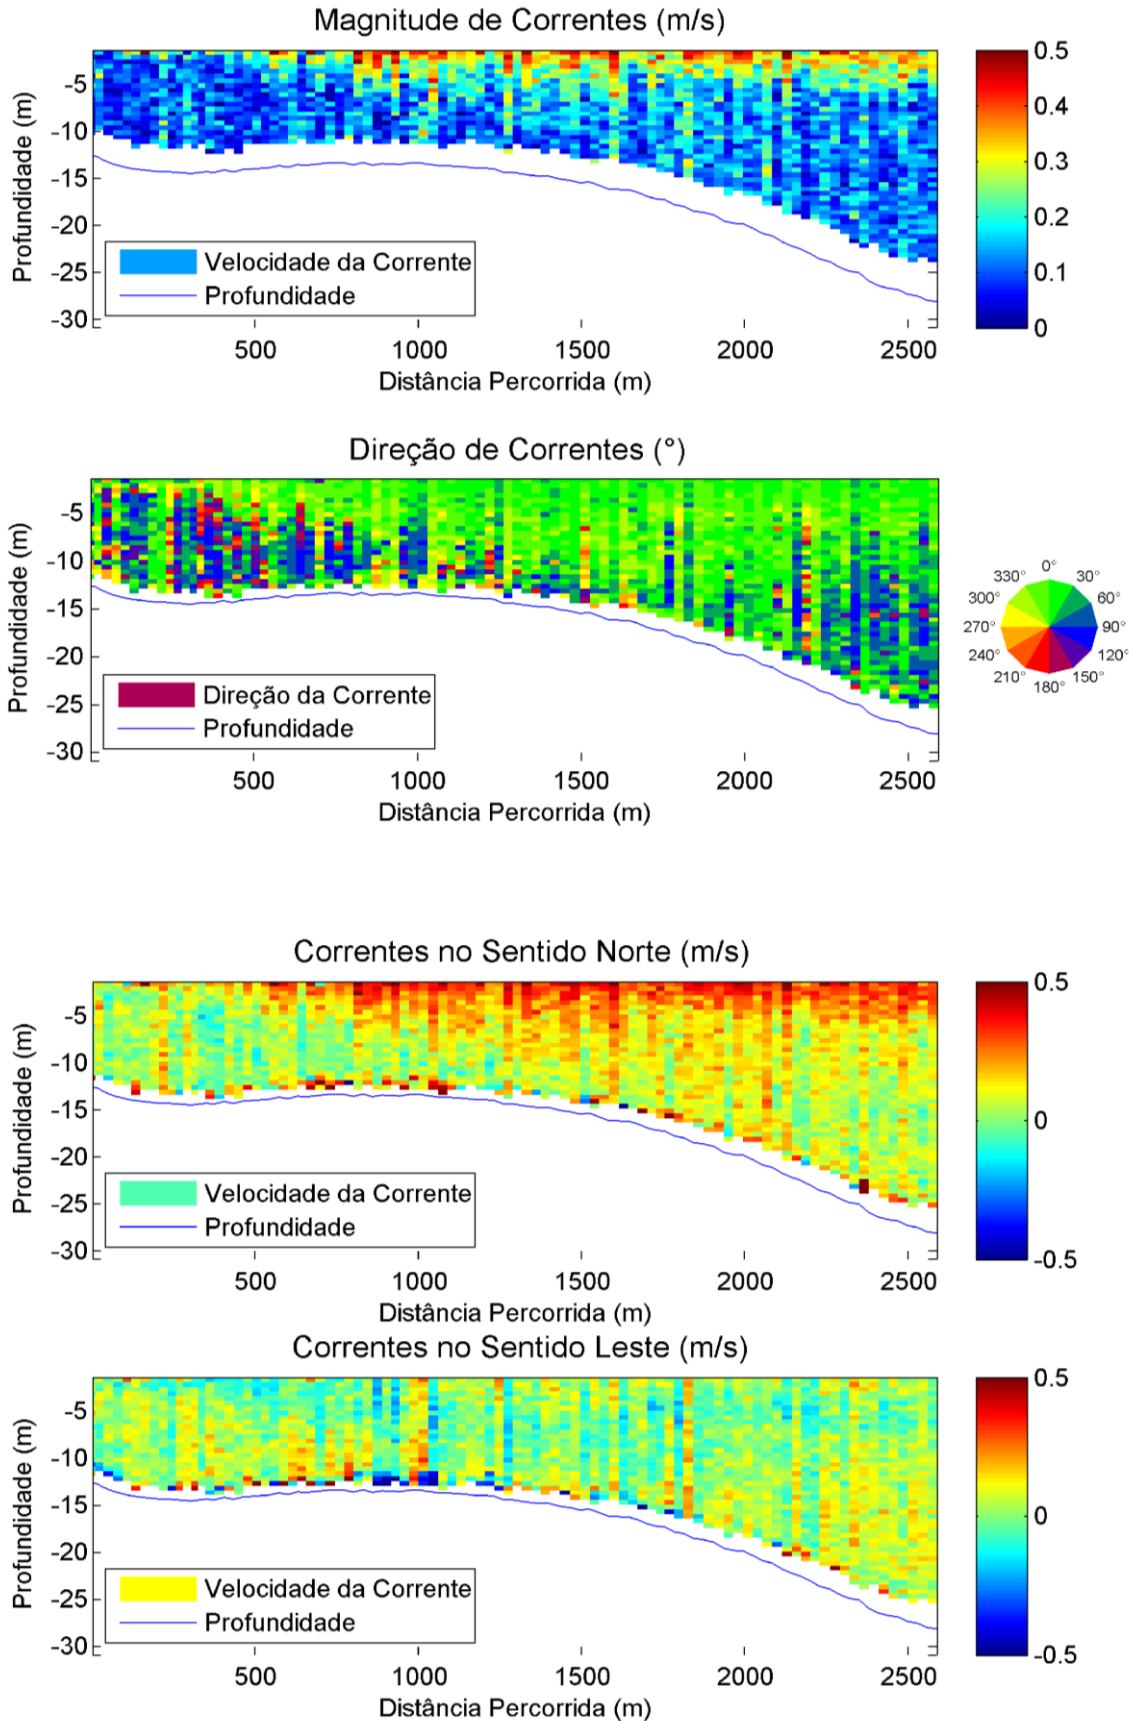 Magnitude de Correntes (m/s)
Profundidade (m)
-5
-10
-15
-20
-25
-30
Velocidade da Corrente
Profundidade
500 1000 1500 2000 2500
Distância Percorrida (m)
0.5
0.4
0.3
0.2
0.1
0
Direção de Correntes (°)
Profundidade (m)
-5
-10
-15
-20
-25
-30
Direção da Corrente
Profundidade
500 1000 1500 2000 2500
Distância Percorrida (m)
0°
330° 30°
300° 60°
270° 90°
240° 120°
210° 150°
180°
Correntes no Sentido Norte (m/s)
Profundidade (m)
-5
-10
-15
-20
-25
-30
Velocidade da Corrente
Profundidade
500 1000 1500 2000 2500
Distância Percorrida (m)
0.5
0
-0.5
Correntes no Sentido Leste (m/s)
Profundidade (m)
-5
-10
-15
-20
-25
-30
Velocidade da Corrente
Profundidade
500 1000 1500 2000 2500
Distância Percorrida (m)
0.5
0
-0.5